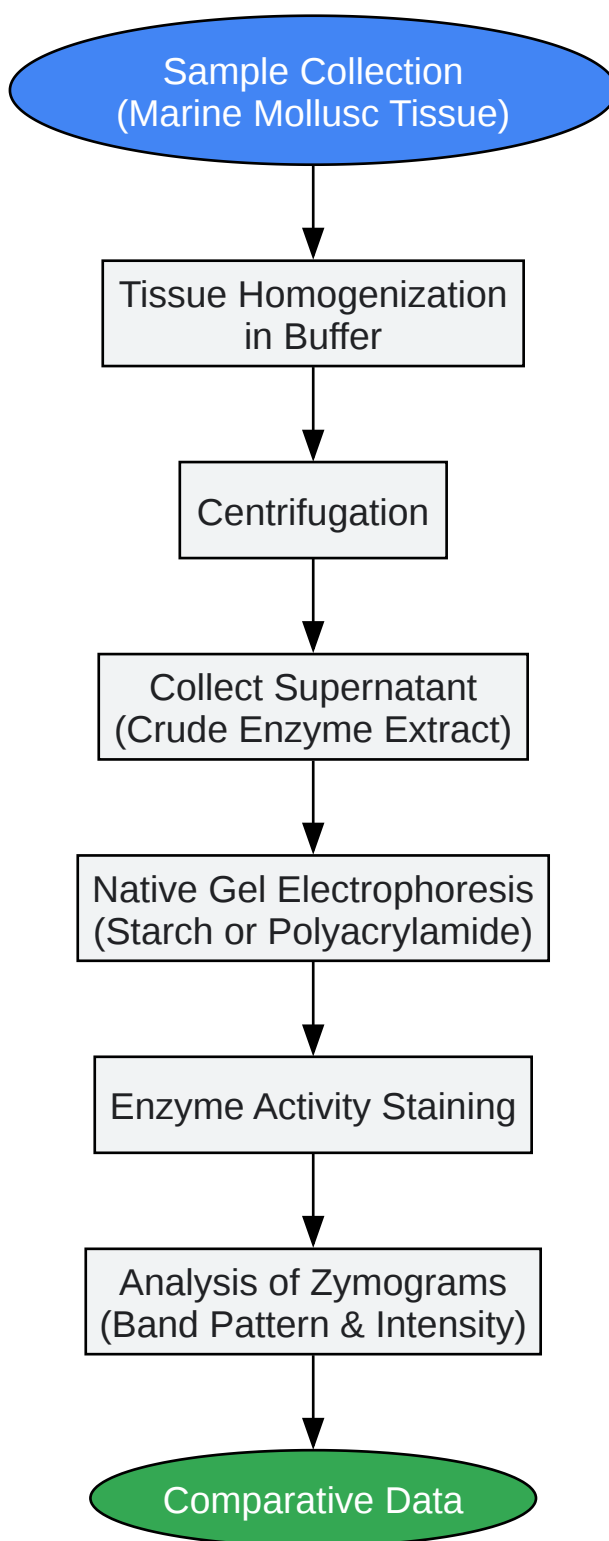 Sample Collection
(Marine Mollusc Tissue)
Tissue Homogenization
in Buffer
Centrifugation
Collect Supernatant
(Crude Enzyme Extract)
Native Gel Electrophoresis
(Starch or Polyacrylamide)
Enzyme Activity Staining
Analysis of Zymograms
(Band Pattern & Intensity)
Comparative Data